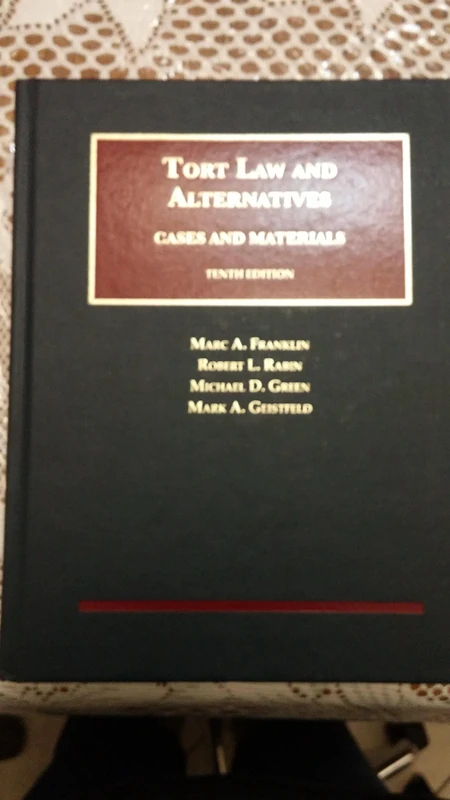 TORT LAW AND
ALTERNATIVES
CASES AND MATERIALS
TENTH EDITION
MARC A. FRANKLIN
ROBERT L. RABIN
MICHAEL D. GREEN
MARK A. GEISTFELD